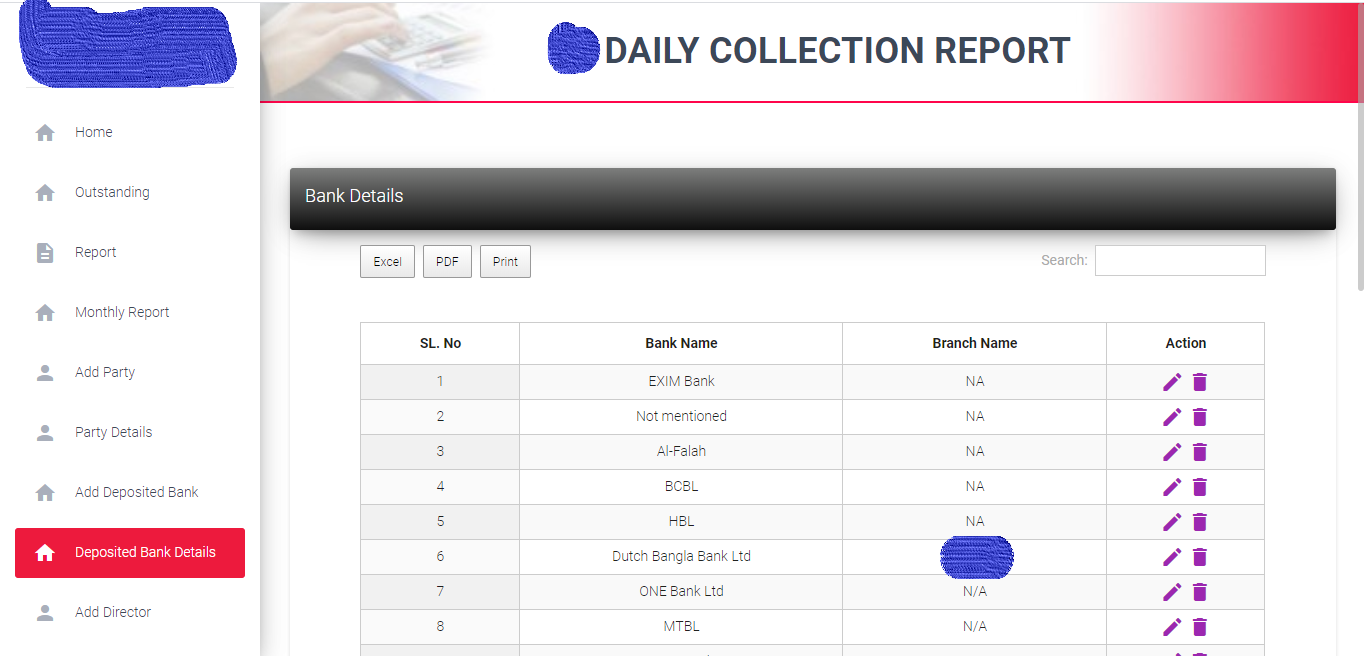 DAILY COLLECTION REPORT
Home
Outstanding
Report
Monthly Report
Add Party
Party Details
Add Deposited Bank
Deposited Bank Details
Add Director
Bank Details
Excel PDF Print Search:
SL. No Bank Name Branch Name Action
1 EXIM Bank NA
2 Not mentioned NA
3 Al-Falah NA
4 BCBL NA
5 HBL NA
6 Dutch Bangla Bank Ltd
7 ONE Bank Ltd N/A
8 MTBL N/A